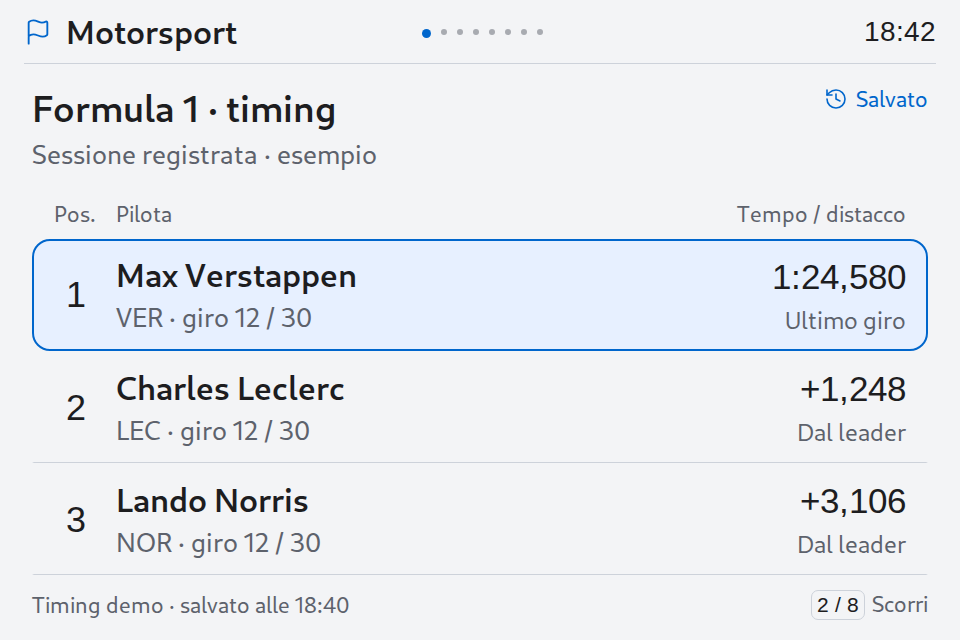 Motorsport
18:42
Formula 1 · timing
Salvato
Sessione registrata · esempio
Pos. Pilota Tempo / distacco
1 Max Verstappen 1:24,580
VER · giro 12 / 30 Ultimo giro
2 Charles Leclerc +1,248
LEC · giro 12 / 30 Dal leader
3 Lando Norris +3,106
NOR · giro 12 / 30 Dal leader
Timing demo · salvato alle 18:40 2 / 8 Scorri